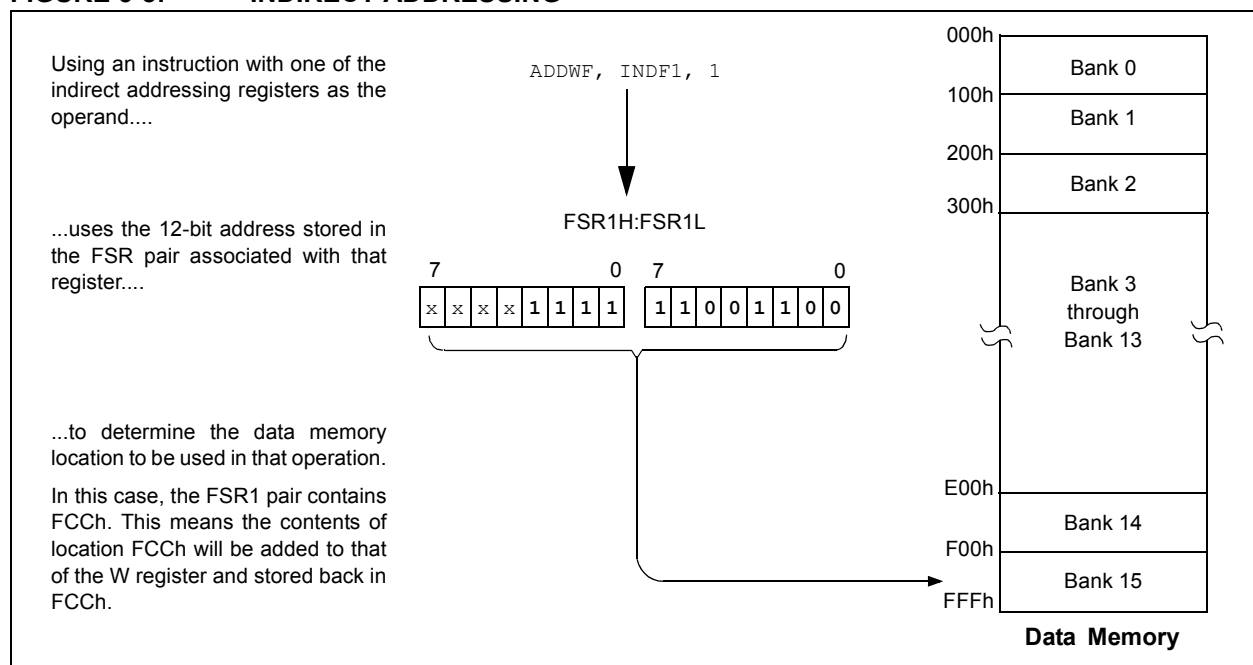 Using an instruction with one of the
indirect addressing registers as the
operand....
ADDWF, INDF1, 1
...uses the 12-bit address stored in
the FSR pair associated with that
register....
FSR1H:FSR1L
7 0 7 0
x x x x 1 1 1 1 1 1 0 0 1 1 0 0
...to determine the data memory
location to be used in that operation.
In this case, the FSR1 pair contains
FCCh. This means the contents of
location FCCh will be added to that
of the W register and stored back in
FCCh.
000h
Bank 0
100h
Bank 1
200h
Bank 2
300h
Bank 3
through
Bank 13
E00h
Bank 14
F00h
Bank 15
FFFh
Data Memory